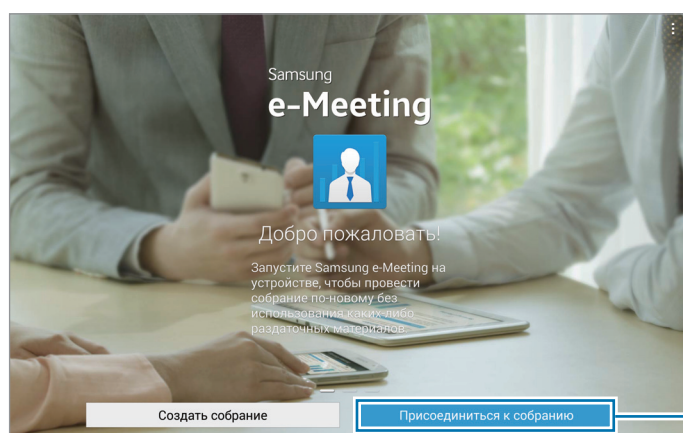 Samsung
e-Meeting
Добро пожаловать!
Запустите Samsung e-Meeting на
устройстве, чтобы провести
собрание по-новому без
использования каких-либо
раздаточных материалов.
Создать собрание
Присоединиться к собранию